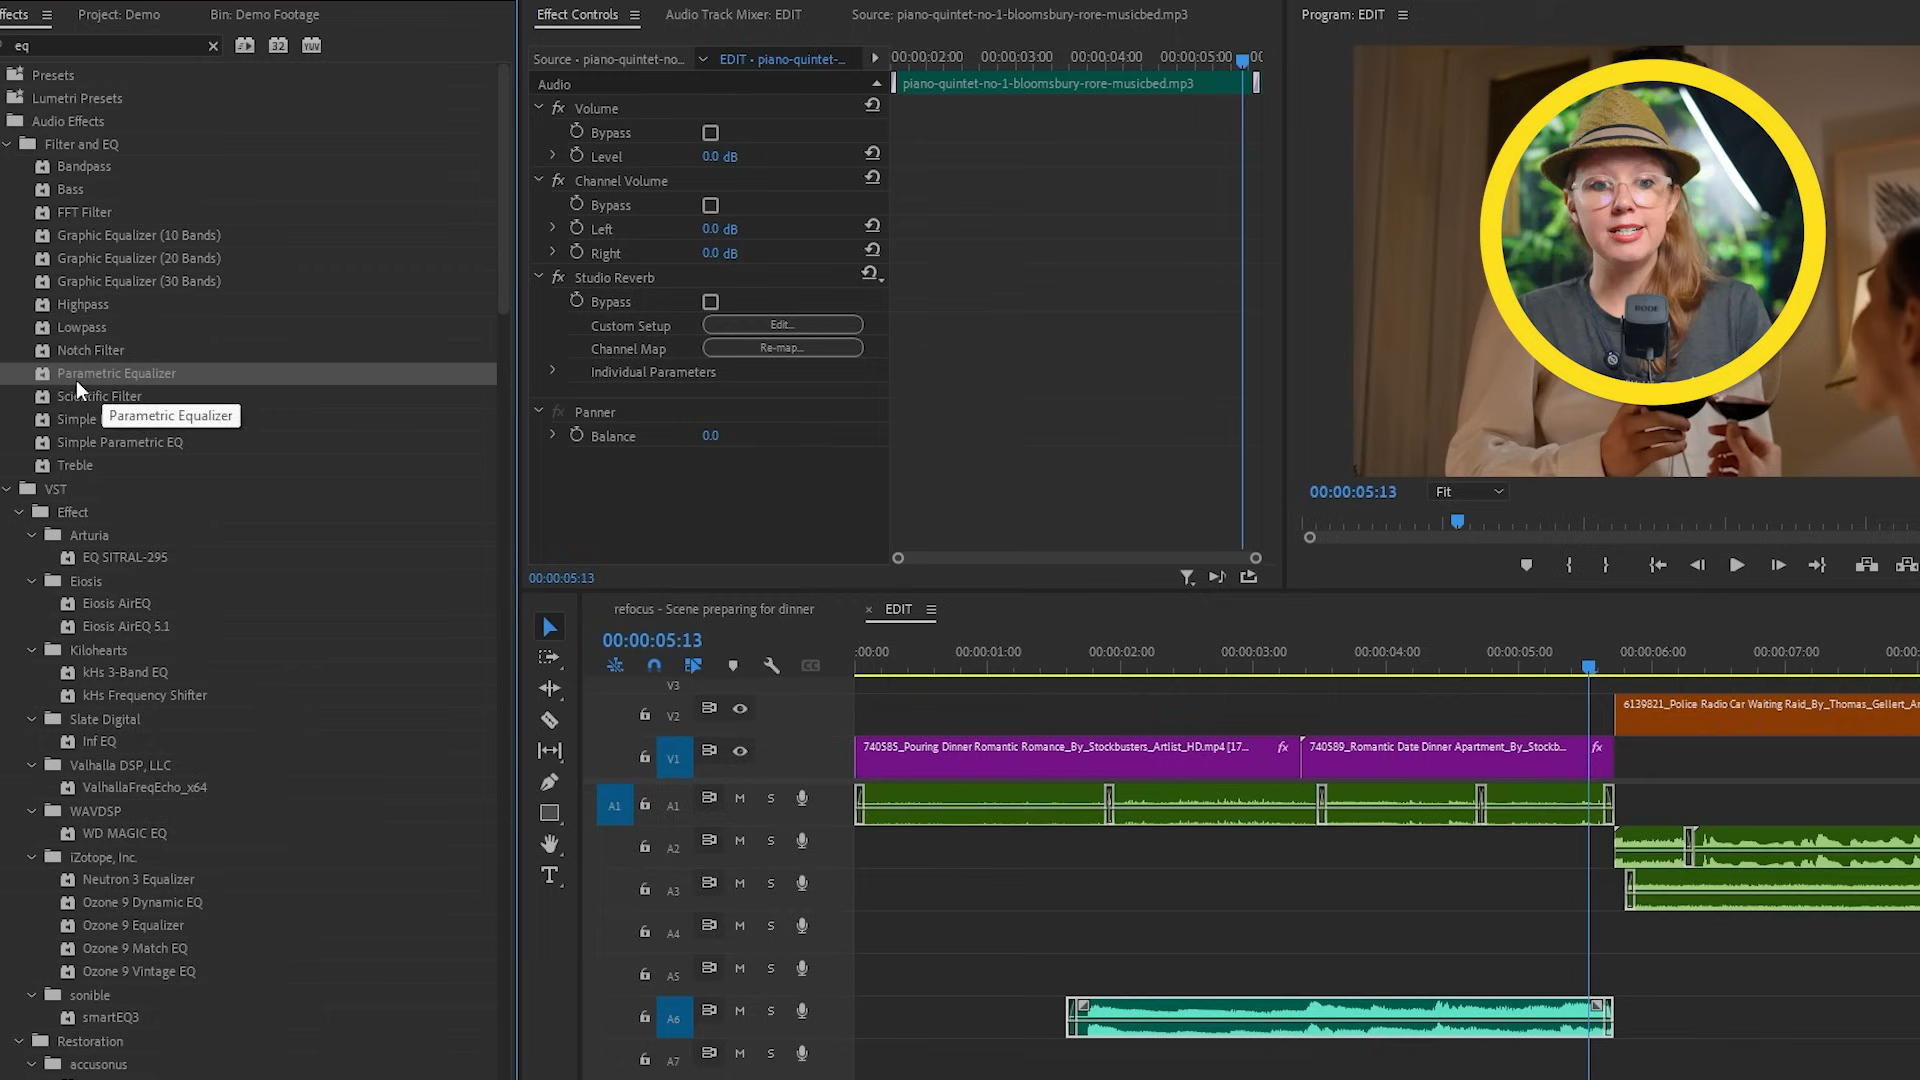 ffects
Project: Demo
Bin: Demo Footage
eq
32
YUV
Presets
Lumetri Presets
Audio Effects
Filter and EQ
Bandpass
Bass
FFT Filter
Graphic Equalizer (10 Bands)
Graphic Equalizer (20 Bands)
Graphic Equalizer (30 Bands)
Highpass
Lowpass
Notch Filter
Parametric Equalizer
Scientific Filter
Simple
Parametric Equalizer
Simple Parametric EQ
Treble
VST
Effect
Arturia
EQ SITRAL-295
Eiosis
Eiosis AirEQ
Eiosis AirEQ 5.1
Kilohearts
kHs 3-Band EQ
kHs Frequency Shifter
Slate Digital
Inf EQ
Valhalla DSP, LLC
ValhallaFreqEcho_x64
WAVDSP
WD MAGIC EQ
iZotope, Inc.
Neutron 3 Equalizer
Ozone 9 Dynamic EQ
Ozone 9 Equalizer
Ozone 9 Match EQ
Ozone 9 Vintage EQ
sonible
smartEQ3
Restoration
accusonus
Effect Controls
Audio Track Mixer: EDIT
Source: piano-quintet-no-1-bloomsbury-rore-musicbed.mp3
Source • piano-quintet-no...
EDIT • piano-quintet-...
00:00:02:00
00:00:03:00
00:00:04:00
00:00:05:00
Audio
piano-quintet-no-1-bloomsbury-rore-musicbed.mp3
fx Volume
Bypass
Level 0.0 dB
fx Channel Volume
Bypass
Left 0.0 dB
Right 0.0 dB
fx Studio Reverb
Bypass
Custom Setup Edit...
Channel Map Re-map...
Individual Parameters
fx Panner
Balance 0.0
00:00:05:13
Program: EDIT
RODE
00:00:05:13
Fit
refocus - Scene preparing for dinner
× EDIT
00:00:05:13
CC
:00:00
00:00:01:00
00:00:02:00
00:00:03:00
00:00:04:00
00:00:05:00
00:00:06:00
00:00:07:00
V3
V2
6139821_Police Radio Car Waiting Raid_By_Thomas_Gellert_Ar
V1
740585_Pouring Dinner Romantic Romance_By_Stockbusters_Artlist_HD.mp4 [17...
fx
740589_Romantic Date Dinner Apartment_By_Stockb...
fx
A1 A1 M S
A2 M S
A3 M S
A4 M S
A5 M S
A6 M S
A7 M S
T